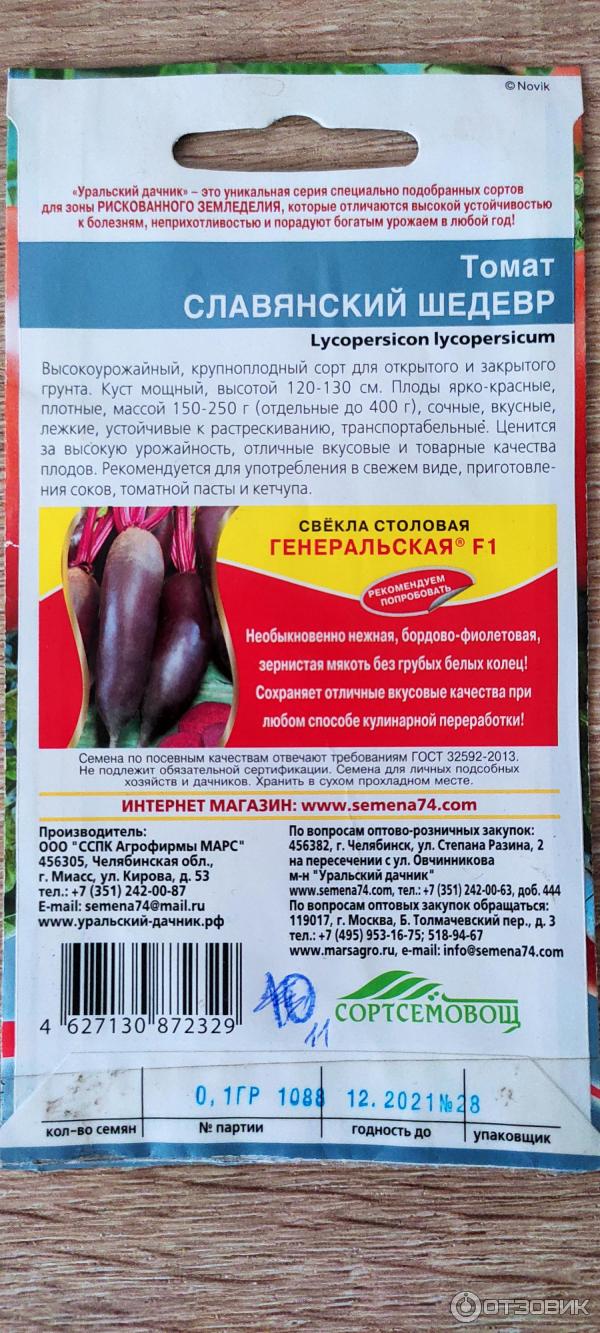 © Novik
«Уральский дачник» – это уникальная серия специально подобранных сортов
для зоны РИСКОВАННОГО ЗЕМЛЕДЕЛИЯ, которые отличаются высокой устойчивостью
к болезням, неприхотливостью и порадуют богатым урожаем в любой год!
Томат
СЛАВЯНСКИЙ ШЕДЕВР
Lycopersicon lycopersicum
Высокоурожайный, крупноплодный сорт для открытого и закрытого
грунта. Куст мощный, высотой 120-130 см. Плоды ярко-красные,
плотные, массой 150-250 г (отдельные до 400 г), сочные, вкусные,
лежкие, устойчивые к растрескиванию, транспортабельные. Ценится
за высокую урожайность, отличные вкусовые и товарные качества
плодов. Рекомендуется для употребления в свежем виде, приготовле-
ния соков, томатной пасты и кетчупа.
СВЁКЛА СТОЛОВАЯ
ГЕНЕРАЛЬСКАЯ® F1
РЕКОМЕНДУЕМ
ПОПРОБОВАТЬ
Необыкновенно нежная, бордово-фиолетовая,
зернистая мякоть без грубых белых колец!
Сохраняет отличные вкусовые качества при
любом способе кулинарной переработки!
Семена по посевным качествам отвечают требованиям ГОСТ 32592-2013.
Не подлежит обязательной сертификации. Семена для личных подсобных
хозяйств и дачников. Хранить в сухом прохладном месте.
ИНТЕРНЕТ МАГАЗИН: www.semena74.com
Производитель:
ООО "ССПК Агрофирмы МАРС"
456305, Челябинская обл.,
г. Миасс, ул. Кирова, д. 53
тел.: +7 (351) 242-00-87
E-mail: semena74@mail.ru
www.уральский-дачник.рф
По вопросам оптово-розничных закупок:
456382, г. Челябинск, ул. Степана Разина, 2
на пересечении с ул. Овчинникова
м-н "Уральский дачник"
www.semena74.com, тел.: +7 (351) 242-00-63, доб. 444
По вопросам оптовых закупок обращаться:
119017, г. Москва, Б. Толмачевский пер., д. 3
тел.: +7 (495) 953-16-75; 518-94-67
www.marsagro.ru, e-mail: info@semena74.com
4 627130 872329
10
11
СОРТСЕМОВОЩ
0,1ГР 1088 12.2021 №28
кол-во семян № партии годность до упаковщик
ОТЗОВИК